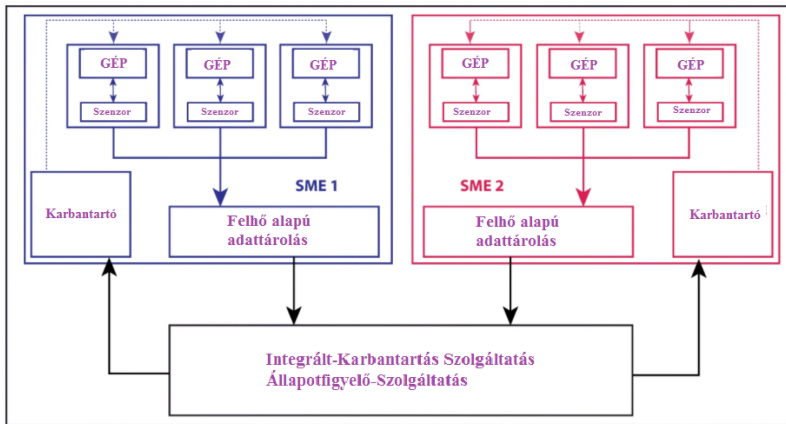 GÉP
GÉP
GÉP
Szenzor
Szenzor
Szenzor
SME 1
Karbantartó
Felhő alapú
adattárolás
GÉP
GÉP
GÉP
Szenzor
Szenzor
Szenzor
SME 2
Felhő alapú
adattárolás
Karbantartó
Integrált-Karbantartás Szolgáltatás
Állapotfigyelő-Szolgáltatás